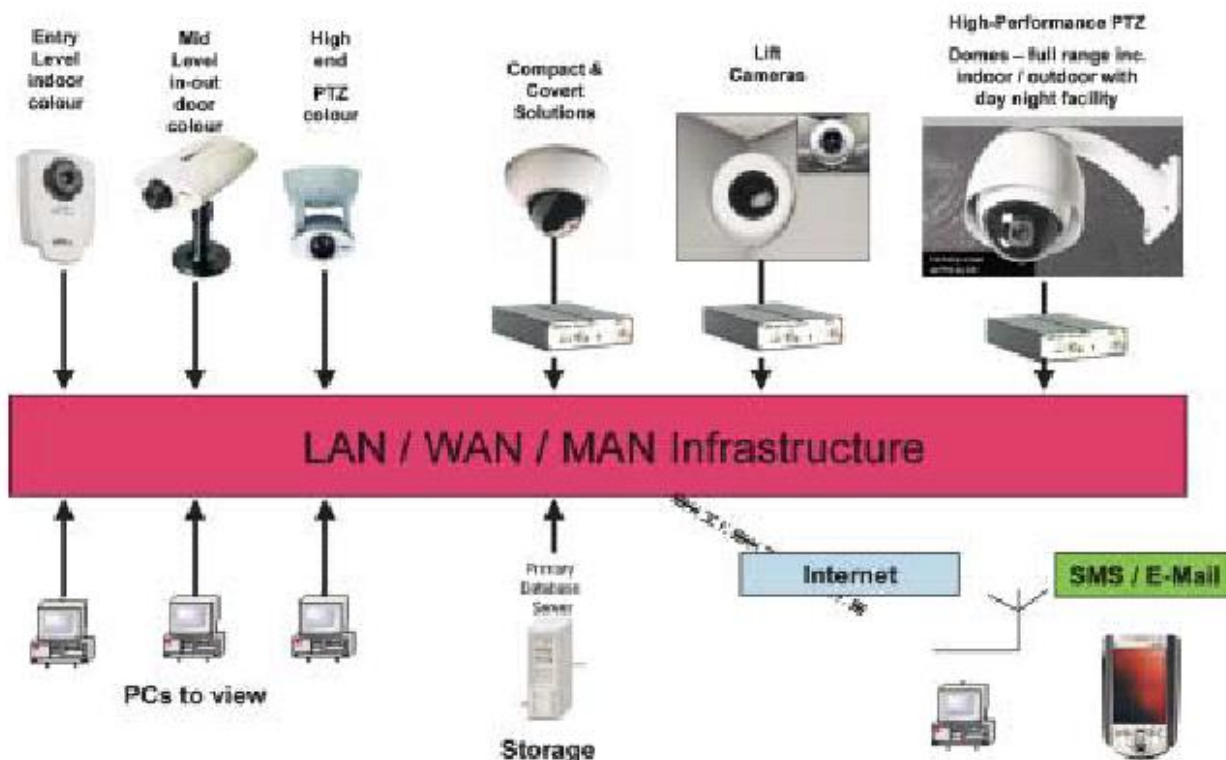 Entry
Level
indoor
colour
Mid
Level
in-out
door
colour
High
end
PTZ
colour
Compact &
Covert
Solutions
Lift
Cameras
High-Performance PTZ
Domes – full range inc.
indoor / outdoor with
day night facility
LAN / WAN / MAN Infrastructure
Primary
Database
Server
Internet
SMS / E-Mail
PCs to view
Storage